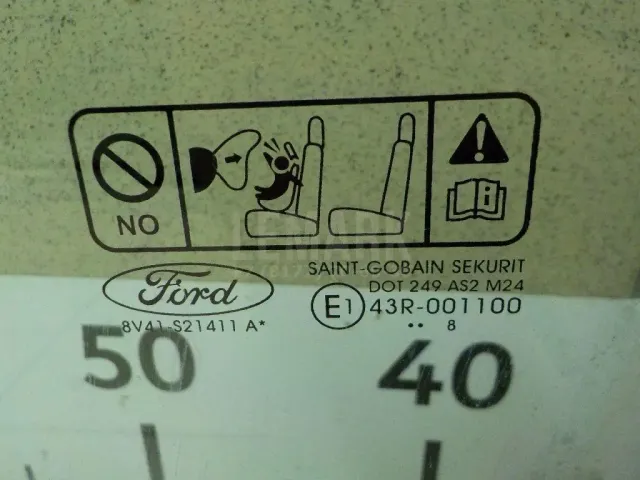 NO
Ford
8V41-S21411 A*
SAINT-GOBAIN SEKURIT
DOT 249 AS2 M24
E1 43R-001100
•• 8
50
40